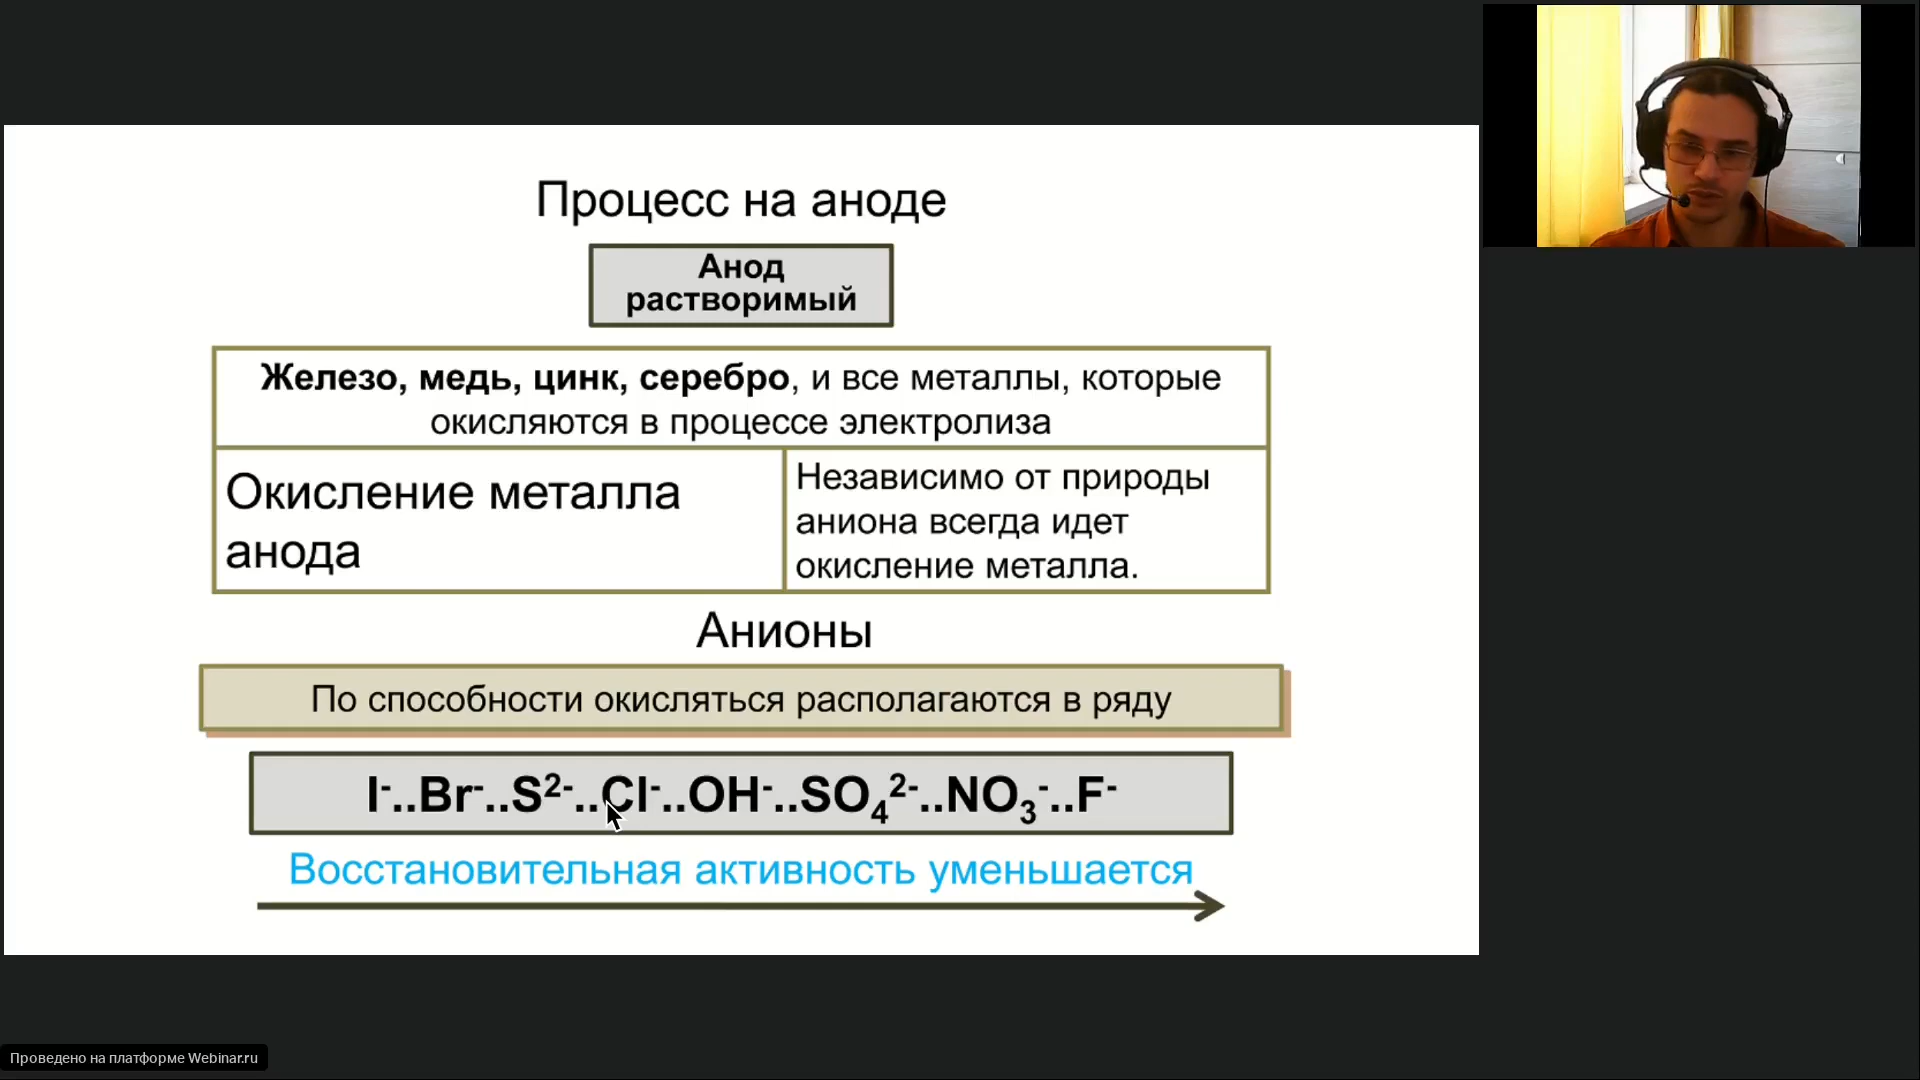 Процесс на аноде
Анод
растворимый
Железо, медь, цинк, серебро, и все металлы, которые
окисляются в процессе электролиза
Окисление металла
анода
Независимо от природы
аниона всегда идет
окисление металла.
Анионы
По способности окисляться располагаются в ряду
I⁻..Br⁻..S²⁻..Cl⁻..OH⁻..SO₄²⁻..NO₃⁻..F⁻
Восстановительная активность уменьшается
Проведено на платформе Webinar.ru